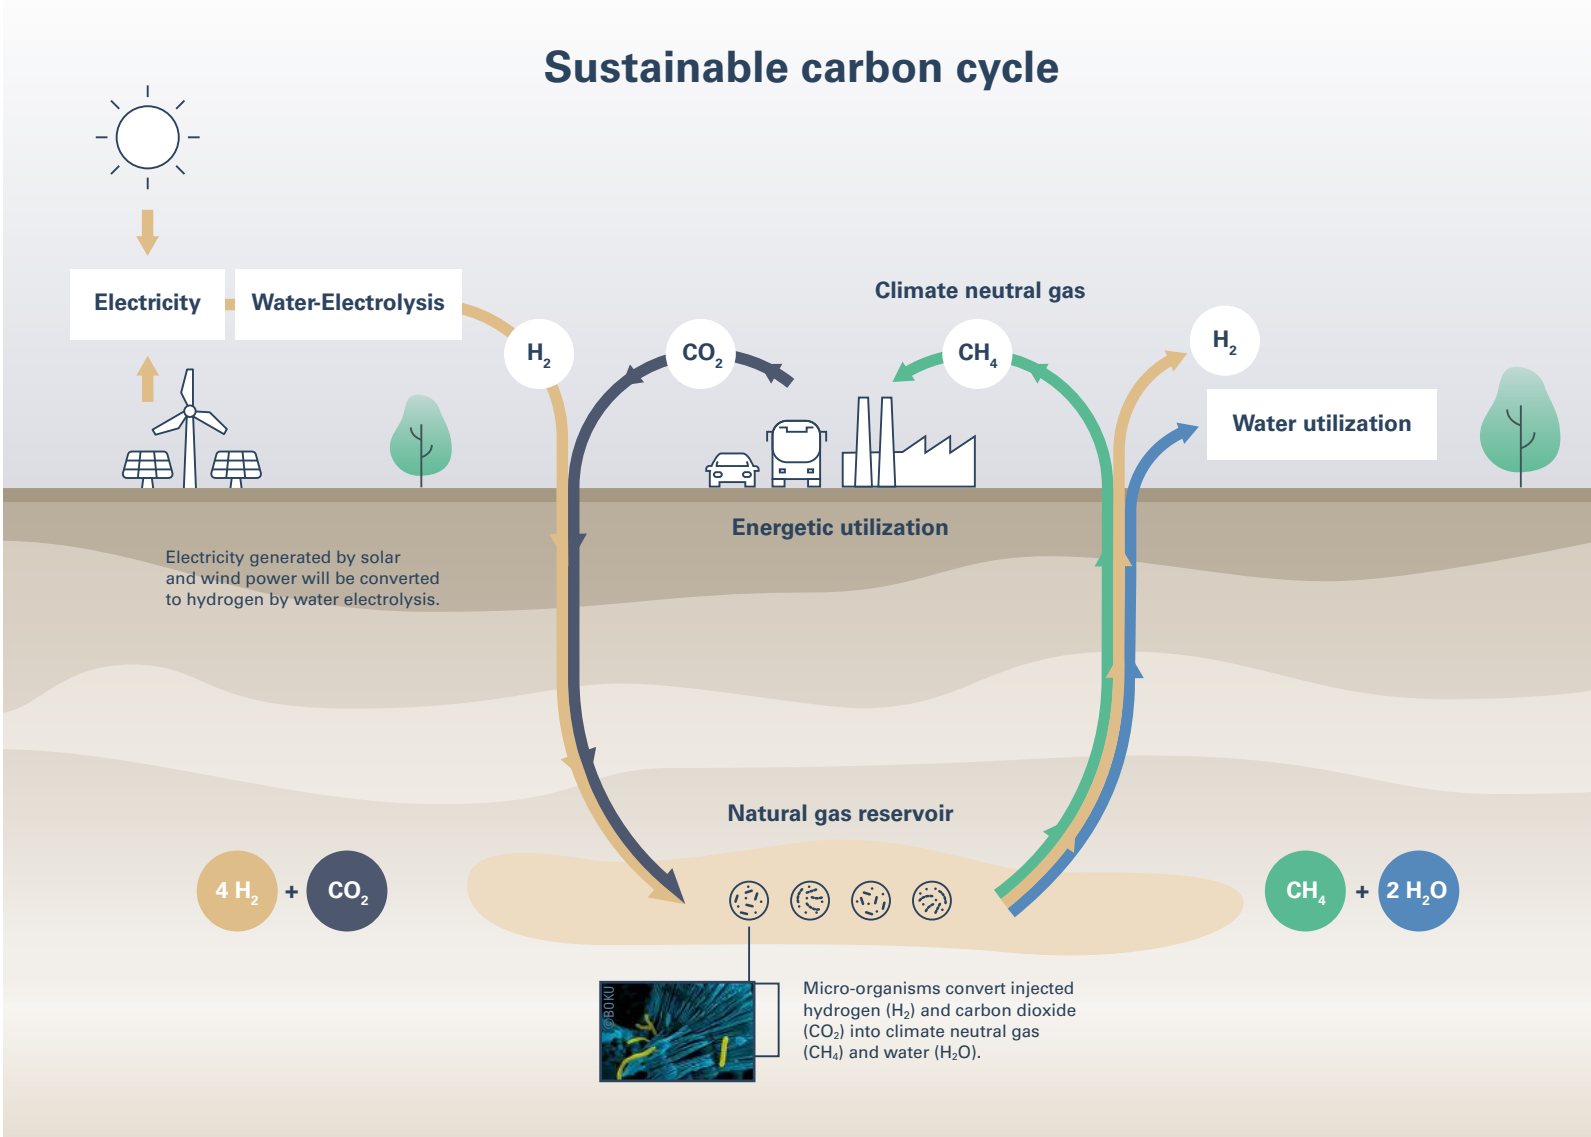 Sustainable carbon cycle
Electricity
Water-Electrolysis
H₂
CO₂
Climate neutral gas
CH₄
H₂
Water utilization
Energetic utilization
Electricity generated by solar
and wind power will be converted
to hydrogen by water electrolysis.
Natural gas reservoir
4 H₂ + CO₂
CH₄ + 2 H₂O
©BOKU
Micro-organisms convert injected
hydrogen (H₂) and carbon dioxide
(CO₂) into climate neutral gas
(CH₄) and water (H₂O).